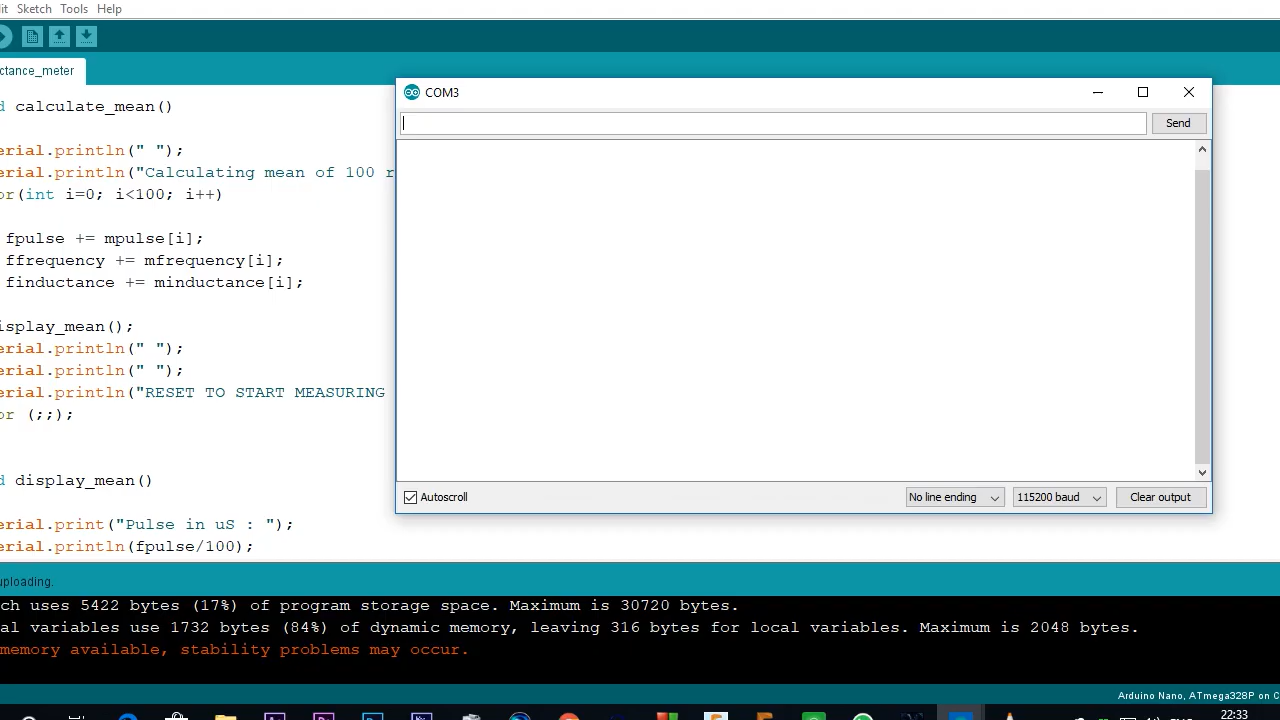 it Sketch Tools Help
ctance_meter
d calculate_mean()
erial.println(" ");
erial.println("Calculating mean of 100 r
or(int i=0; i<100; i++)
fpulse += mpulse[i];
ffrequency += mfrequency[i];
finductance += minductance[i];
isplay_mean();
erial.println(" ");
erial.println(" ");
erial.println("RESET TO START MEASURING
or (;;);
d display_mean()
erial.print("Pulse in uS : ");
erial.println(fpulse/100);
COM3
Send
Autoscroll
No line ending
115200 baud
Clear output
uploading.
ch uses 5422 bytes (17%) of program storage space. Maximum is 30720 bytes.
al variables use 1732 bytes (84%) of dynamic memory, leaving 316 bytes for local variables. Maximum is 2048 bytes.
memory available, stability problems may occur.
Arduino Nano, ATmega328P on C
22:33